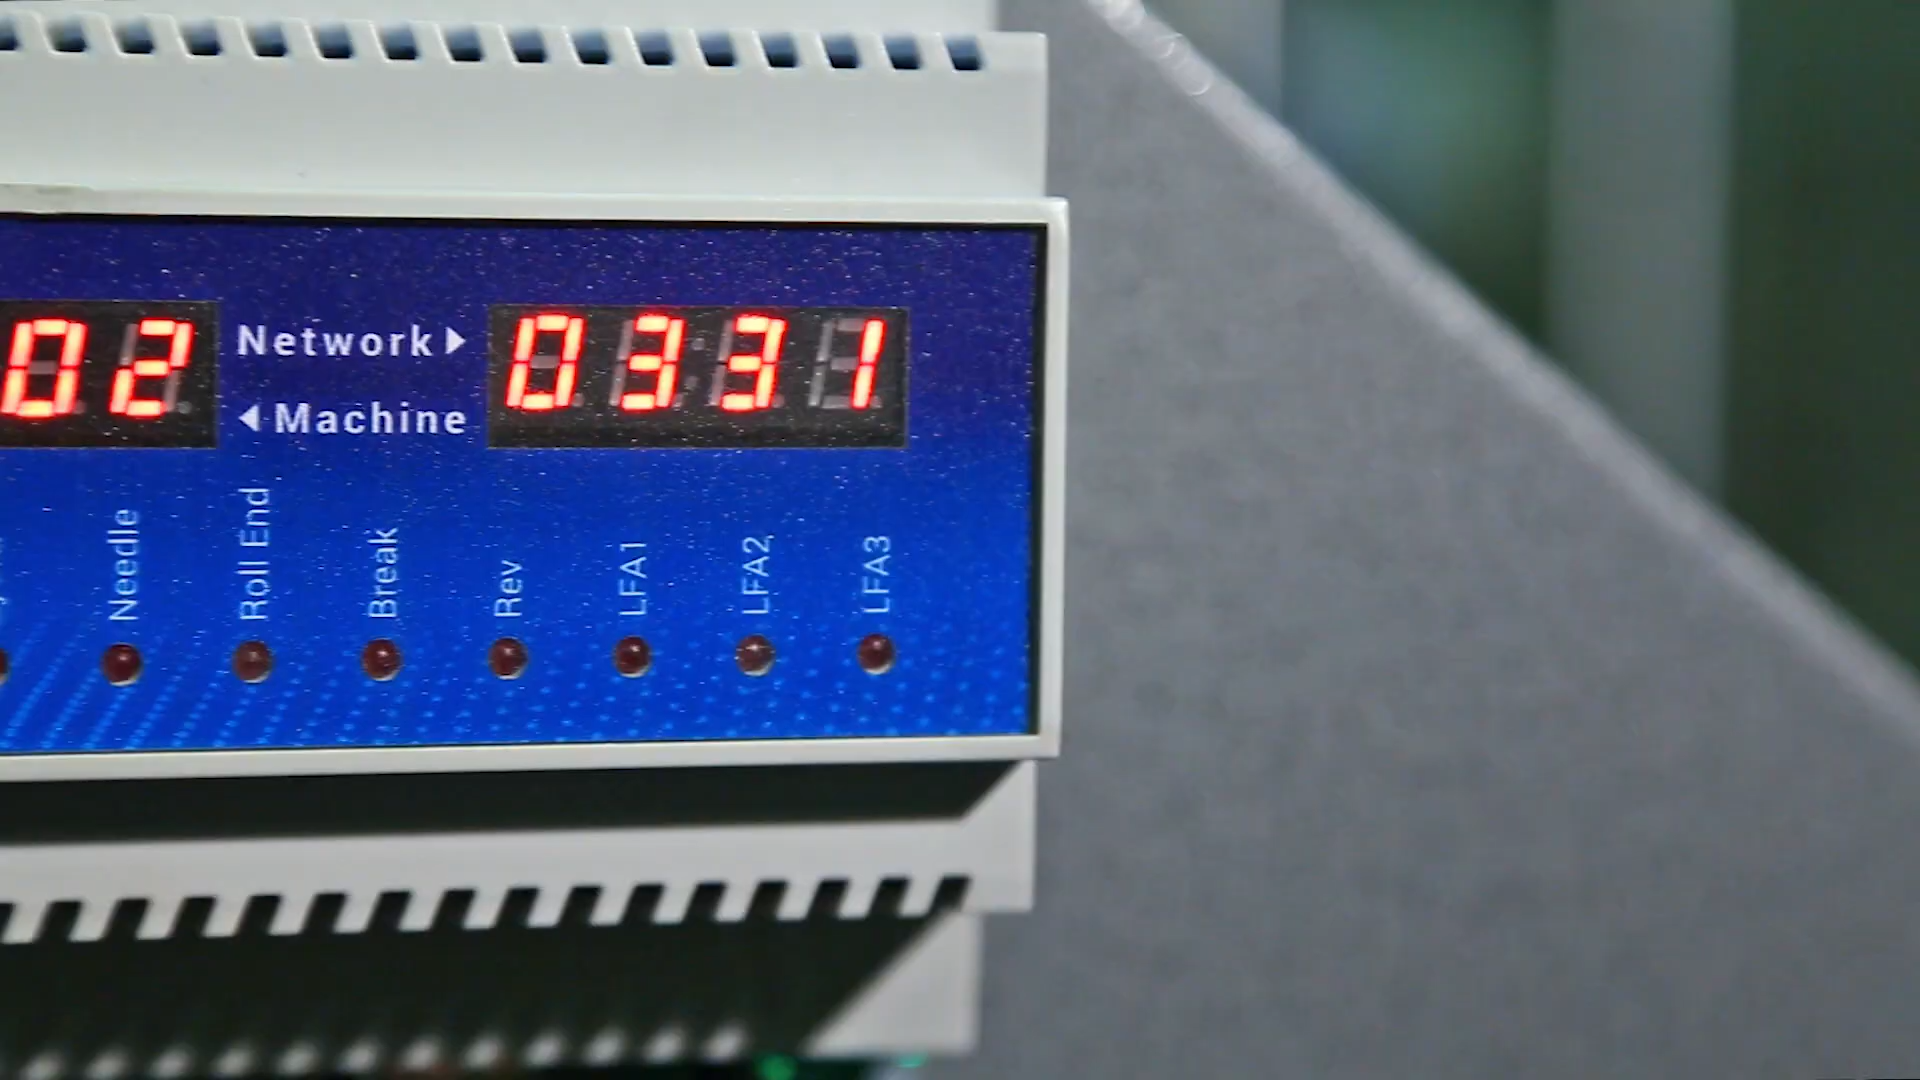 02
Network
Machine
0331
Needle
Roll End
Break
Rev
LFA1
LFA2
LFA3